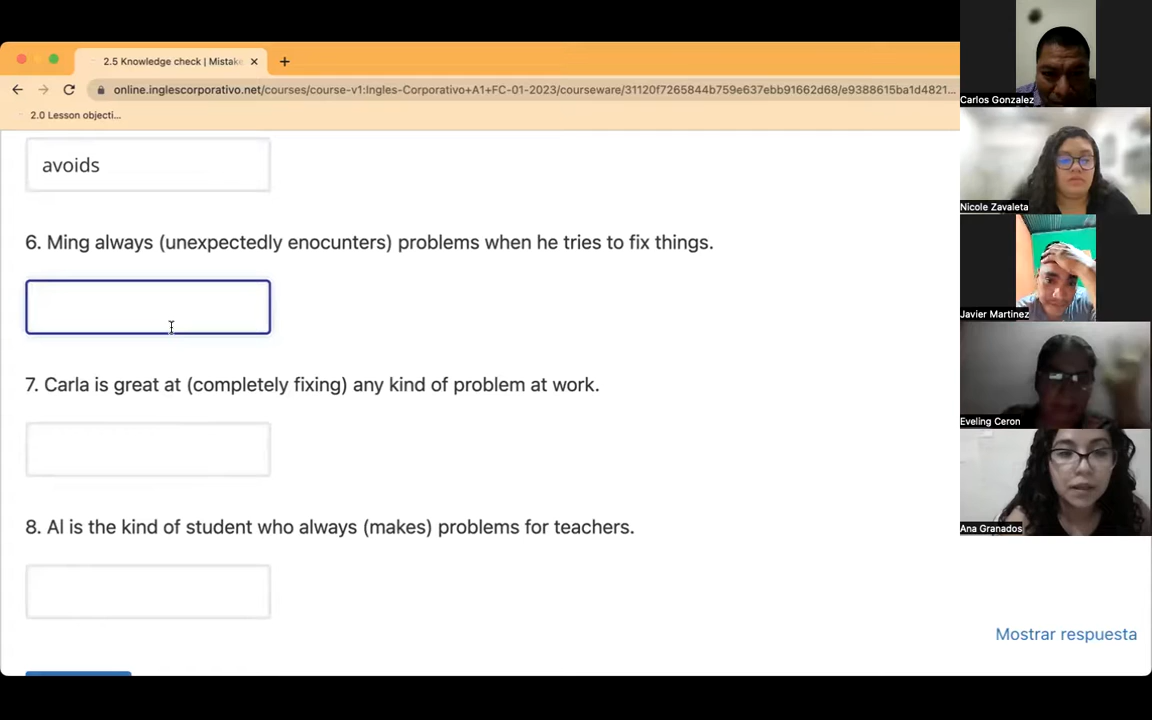 2.5 Knowledge check | Mistake
online.inglescorporativo.net/courses/course-v1:Ingles-Corporativo+A1+FC-01-2023/courseware/31120f7265844b759e637ebb91662d68/e9388615ba1d4821...
2.0 Lesson objecti...
avoids
6. Ming always (unexpectedly enocunters) problems when he tries to fix things.
7. Carla is great at (completely fixing) any kind of problem at work.
8. Al is the kind of student who always (makes) problems for teachers.
Mostrar respuesta
Carlos Gonzalez
Nicole Zavaleta
Javier Martinez
Eveling Ceron
Ana Granados